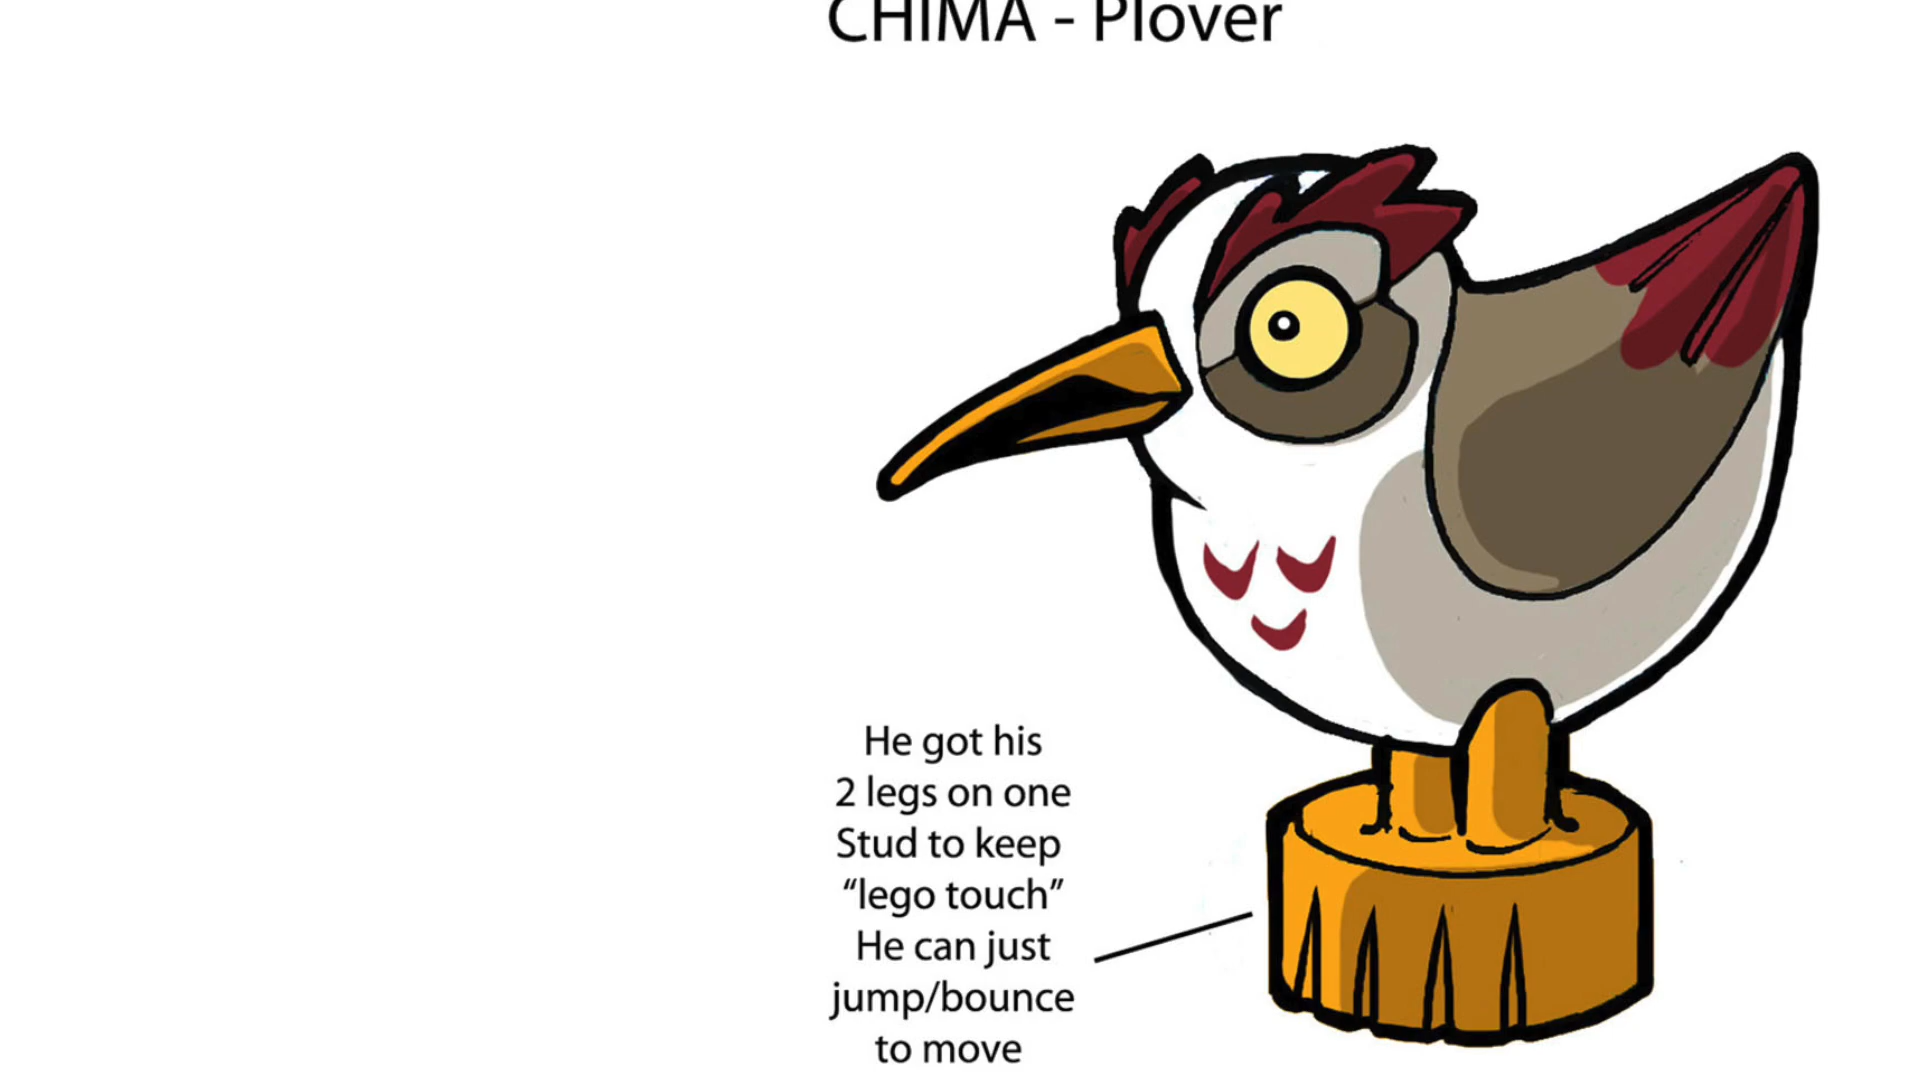 CHIMA - Plover
He got his
2 legs on one
Stud to keep
“lego touch”
He can just
jump/bounce
to move